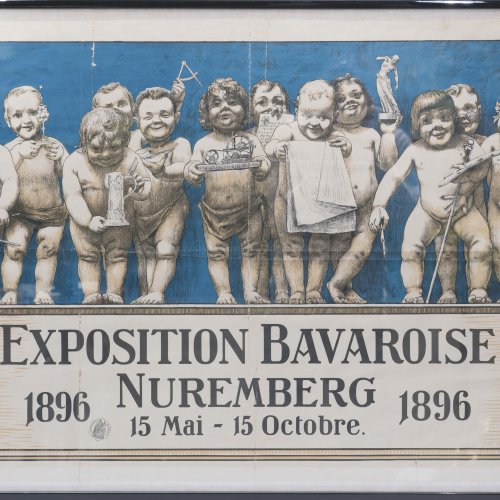 EXPOSITION BAVAROISE
NUREMBERG
1896 1896
15 Mai - 15 Octobre.